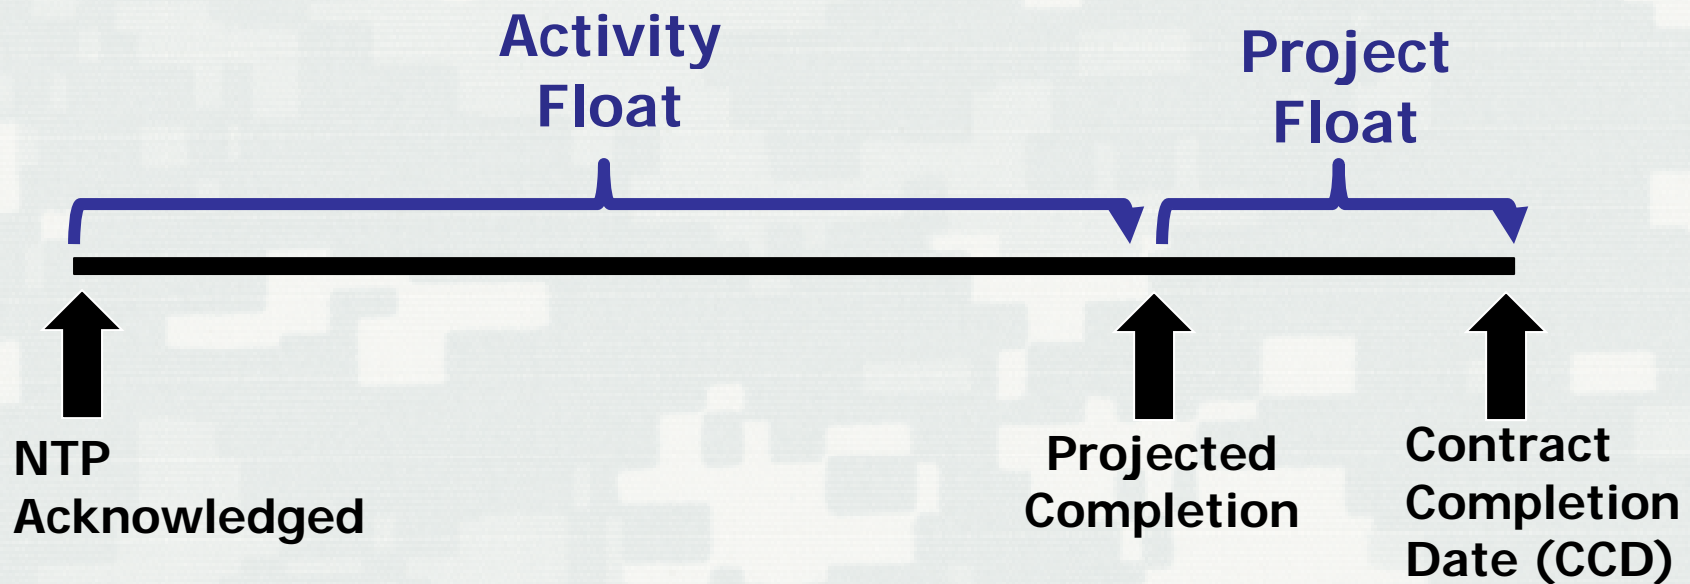 Activity
Float
Project
Float
NTP
Acknowledged
Projected
Completion
Contract
Completion
Date (CCD)